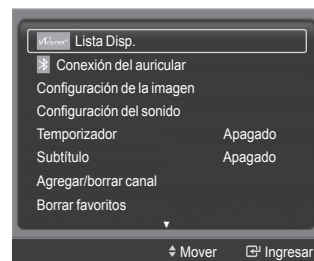 Anynet+ Lista Disp.
Conexión del auricular
Configuración de la imagen
Configuración del sonido
Temporizador Apagado
Subtítulo Apagado
Agregar/borrar canal
Borrar favoritos
Mover Ingresar